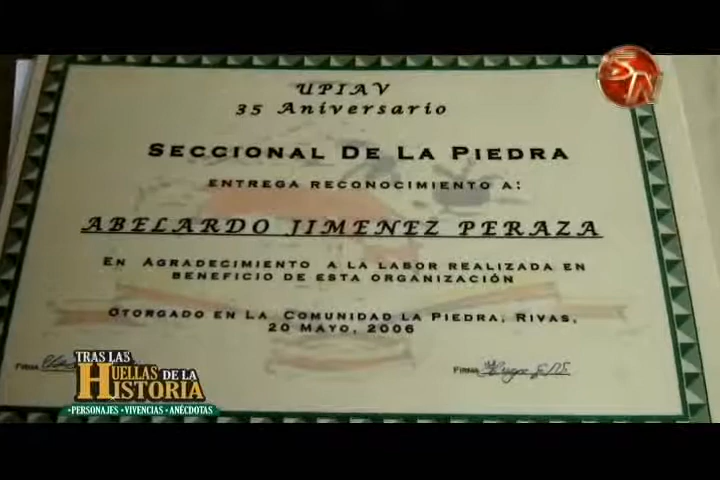 UPIAV
35 Aniversario
SECCIONAL DE LA PIEDRA
ENTREGA RECONOCIMIENTO A:
ABELARDO JIMENEZ PERAZA
EN AGRADECIMIENTO A LA LABOR REALIZADA EN
BENEFICIO DE ESTA ORGANIZACIÓN
OTORGADO EN LA COMUNIDAD LA PIEDRA, RIVAS,
20 MAYO, 2006
FIRMA
FIRMA
TRAS LAS
HUELLAS DE LA
HISTORIA
•PERSONAJES •VIVENCIAS •ANÉCDOTAS